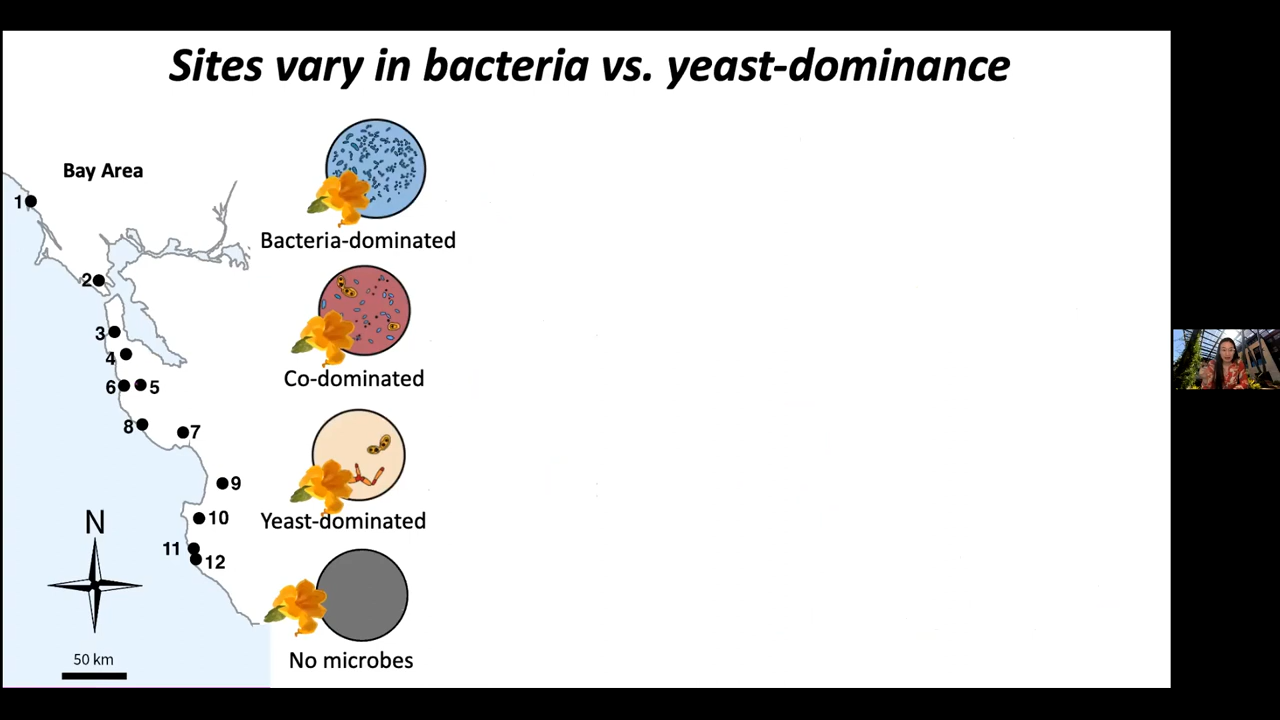 Sites vary in bacteria vs. yeast-dominance
Bay Area
1
2
3
4
6 5
8 7
9
10
11
12
N
50 km
Bacteria-dominated
Co-dominated
Yeast-dominated
No microbes